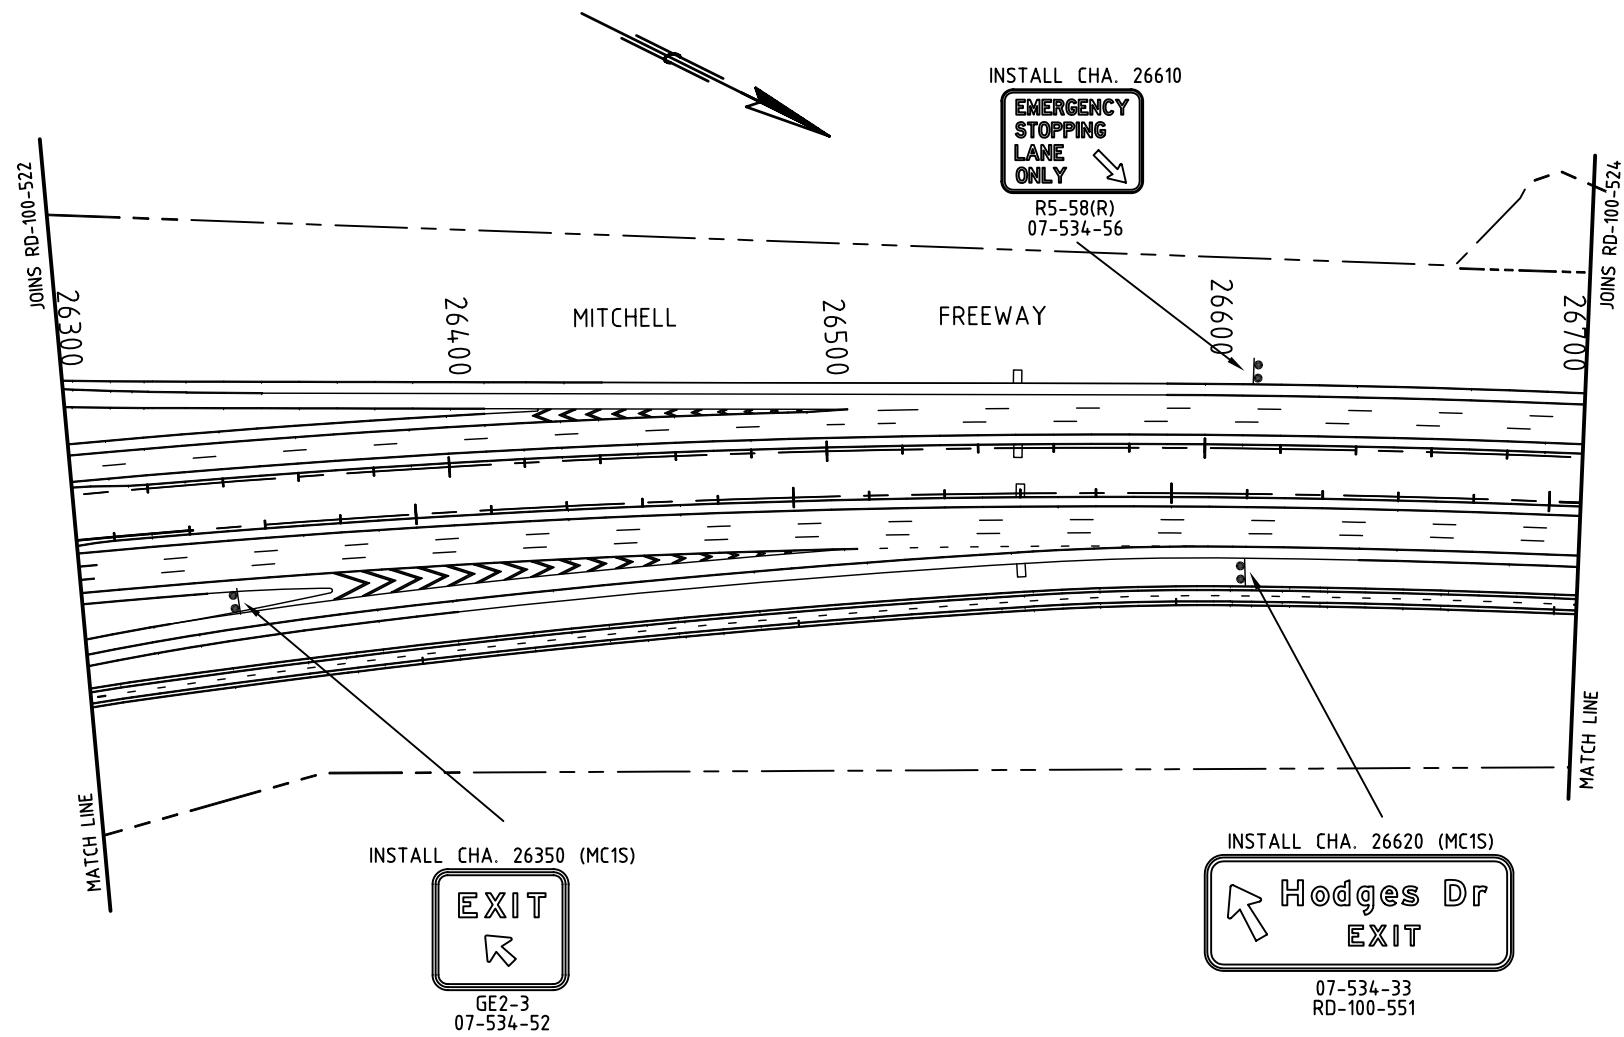 INSTALL CHA. 26610
EMERGENCY
STOPPING
LANE
ONLY
R5-58(R)
07-534-56
JOINS RD-100-522
JOINS RD-100-524
26300
26400
MITCHELL
26500
FREEWAY
26600
26700
MATCH LINE
MATCH LINE
INSTALL CHA. 26350 (MC1S)
EXIT
GE2-3
07-534-52
INSTALL CHA. 26620 (MC1S)
Hodges Dr
EXIT
07-534-33
RD-100-551